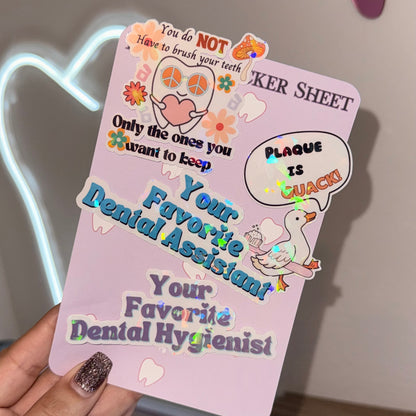 You do NOT
Have to brush your teeth
Only the ones you
want to keep
KER SHEET
PLAQUE
IS
QUACK!
Your
Favorite
Dental Assistant
Your
Favorite
Dental Hygienist